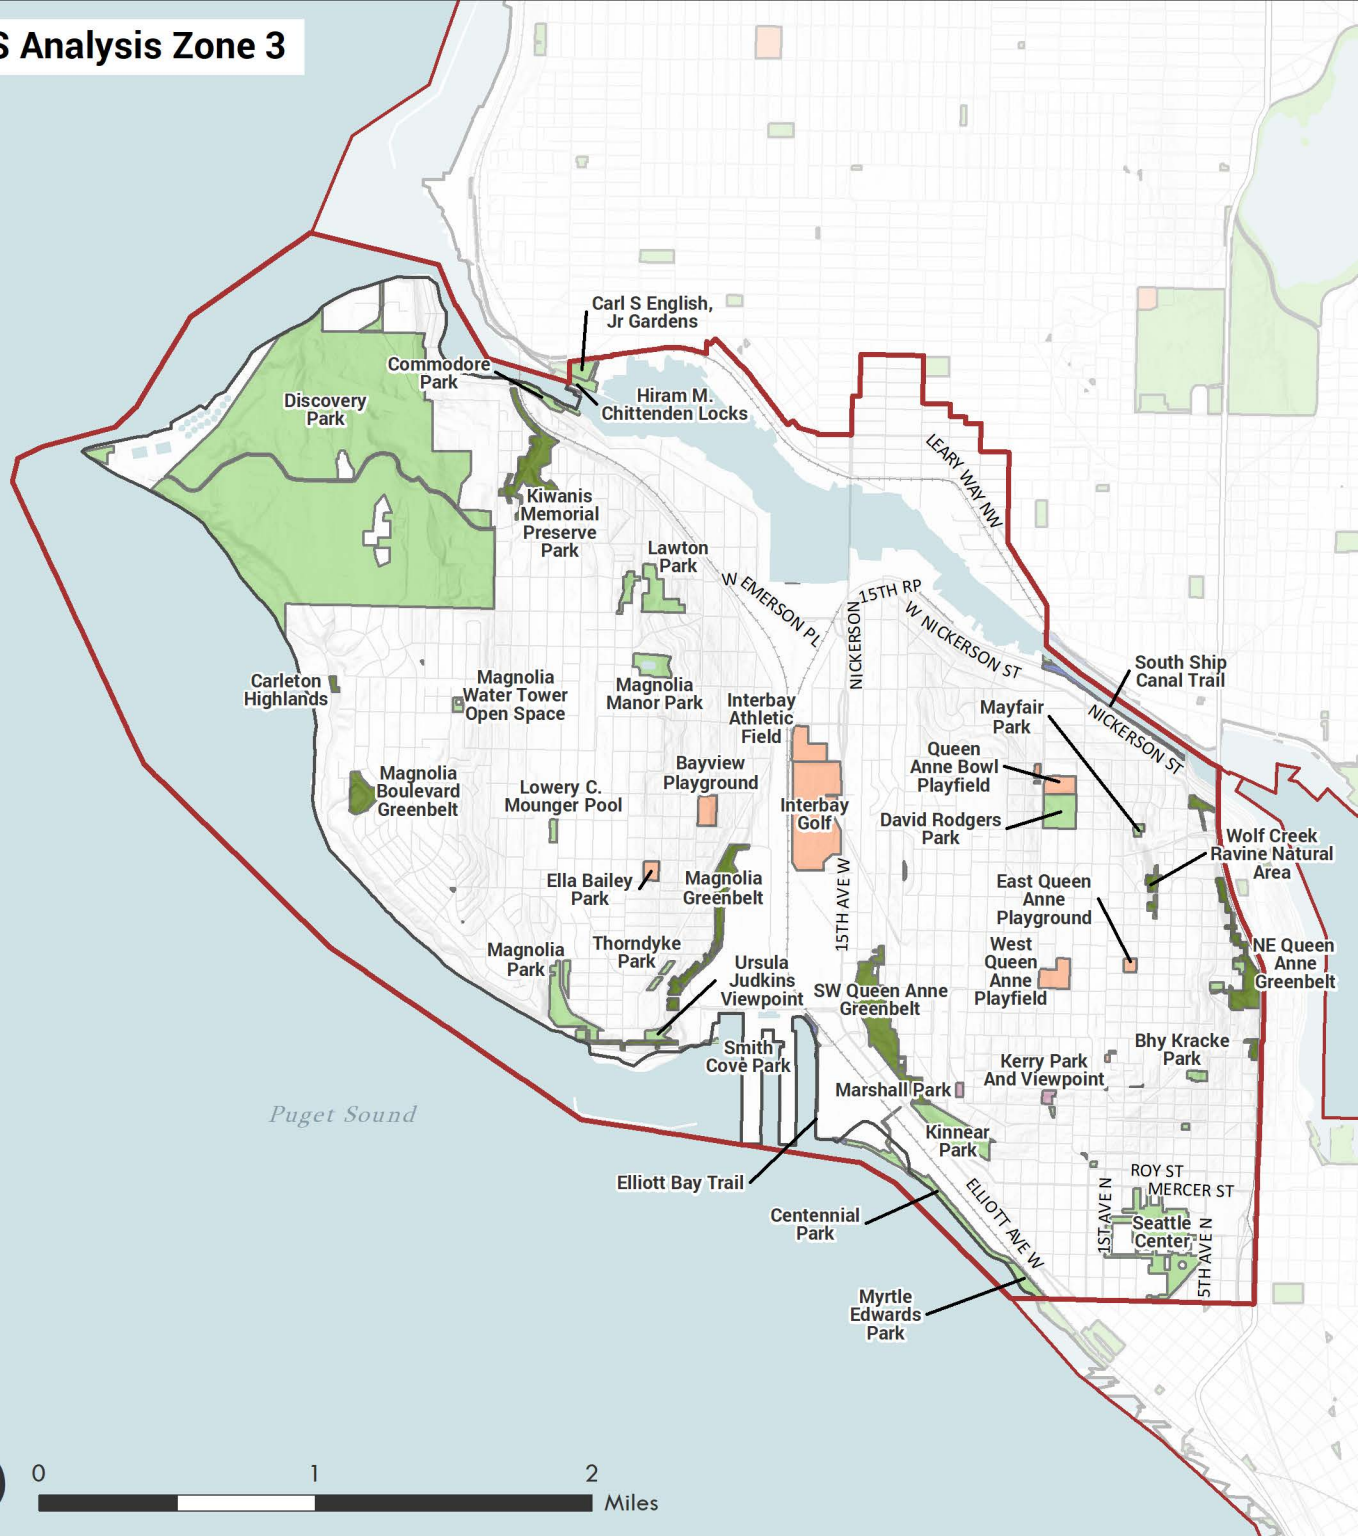 S Analysis Zone 3
Carl S English,
Jr Gardens
Commodore
Park
Hiram M.
Chittenden Locks
Discovery
Park
LEARY WAY NW
Kiwanis
Memorial
Preserve
Park
Lawton
Park
W EMERSON PL
15TH RP
W NICKERSON ST
NICKERSON
South Ship
Canal Trail
Carleton
Highlands
Magnolia
Water Tower
Open Space
Magnolia
Manor Park
Interbay
Athletic
Field
Mayfair
Park
NICKERSON ST
Queen
Anne Bowl
Playfield
Bayview
Playground
Magnolia
Boulevard
Greenbelt
Lowery C.
Mounger Pool
Interbay
Golf
David Rodgers
Park
Wolf Creek
Ravine Natural
Area
Ella Bailey
Park
Magnolia
Greenbelt
15TH AVE W
East Queen
Anne
Playground
Magnolia
Park
Thorndyke
Park
Ursula
Judkins
Viewpoint
West
Queen
Anne
Playfield
NE Queen
Anne
Greenbelt
SW Queen Anne
Greenbelt
Smith
Cove Park
Bhy Kracke
Park
Kerry Park
And Viewpoint
Marshall Park
Puget Sound
Kinnear
Park
Elliott Bay Trail
ROY ST
MERCER ST
ELLIOTT AVE W
1ST AVE N
Seattle
Center
5TH AVE N
Centennial
Park
Myrtle
Edwards
Park
0 1 2
Miles